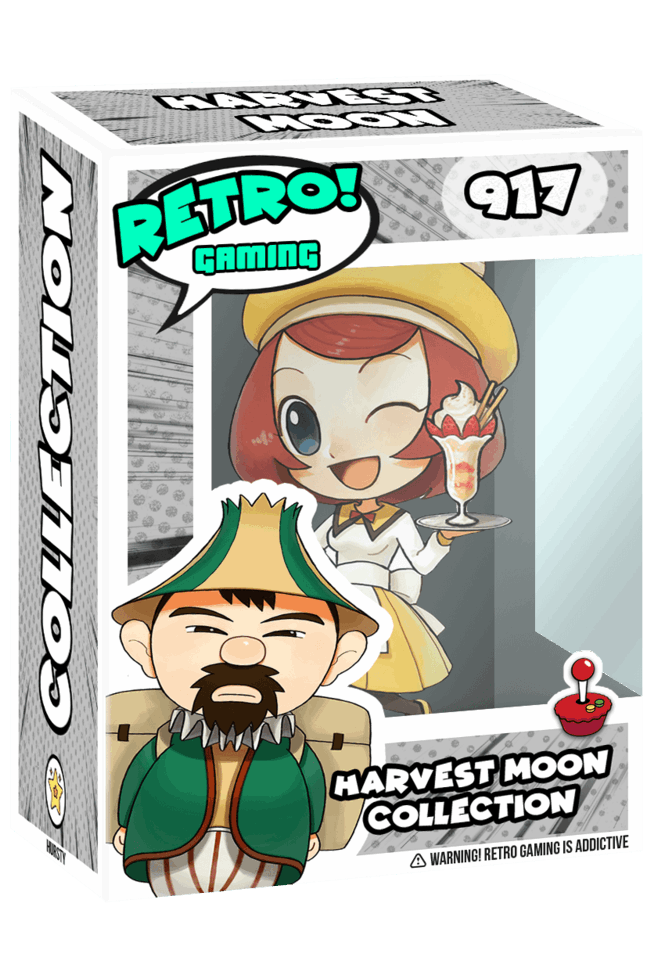 HARVEST
MOON
RETRO!
GAMING
917
COLLECTION
HARVEST MOON
COLLECTION
WARNING! RETRO GAMING IS ADDICTIVE
HURSTY